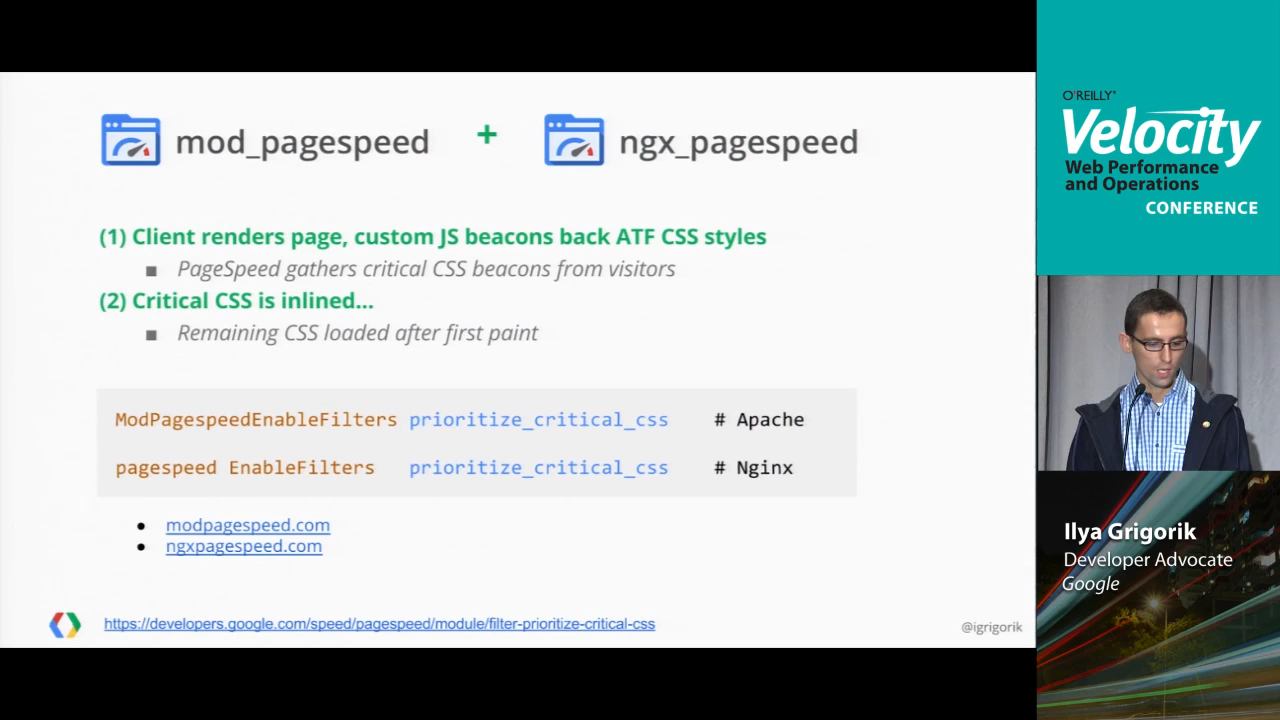 mod_pagespeed + ngx_pagespeed
(1) Client renders page, custom JS beacons back ATF CSS styles
■ PageSpeed gathers critical CSS beacons from visitors
(2) Critical CSS is inlined...
■ Remaining CSS loaded after first paint
ModPagespeedEnableFilters prioritize_critical_css # Apache
pagespeed EnableFilters prioritize_critical_css # Nginx
● modpagespeed.com
● ngxpagespeed.com
https://developers.google.com/speed/pagespeed/module/filter-prioritize-critical-css
@igrigorik
O'REILLY®
Velocity
Web Performance
and Operations
CONFERENCE
Ilya Grigorik
Developer Advocate
Google